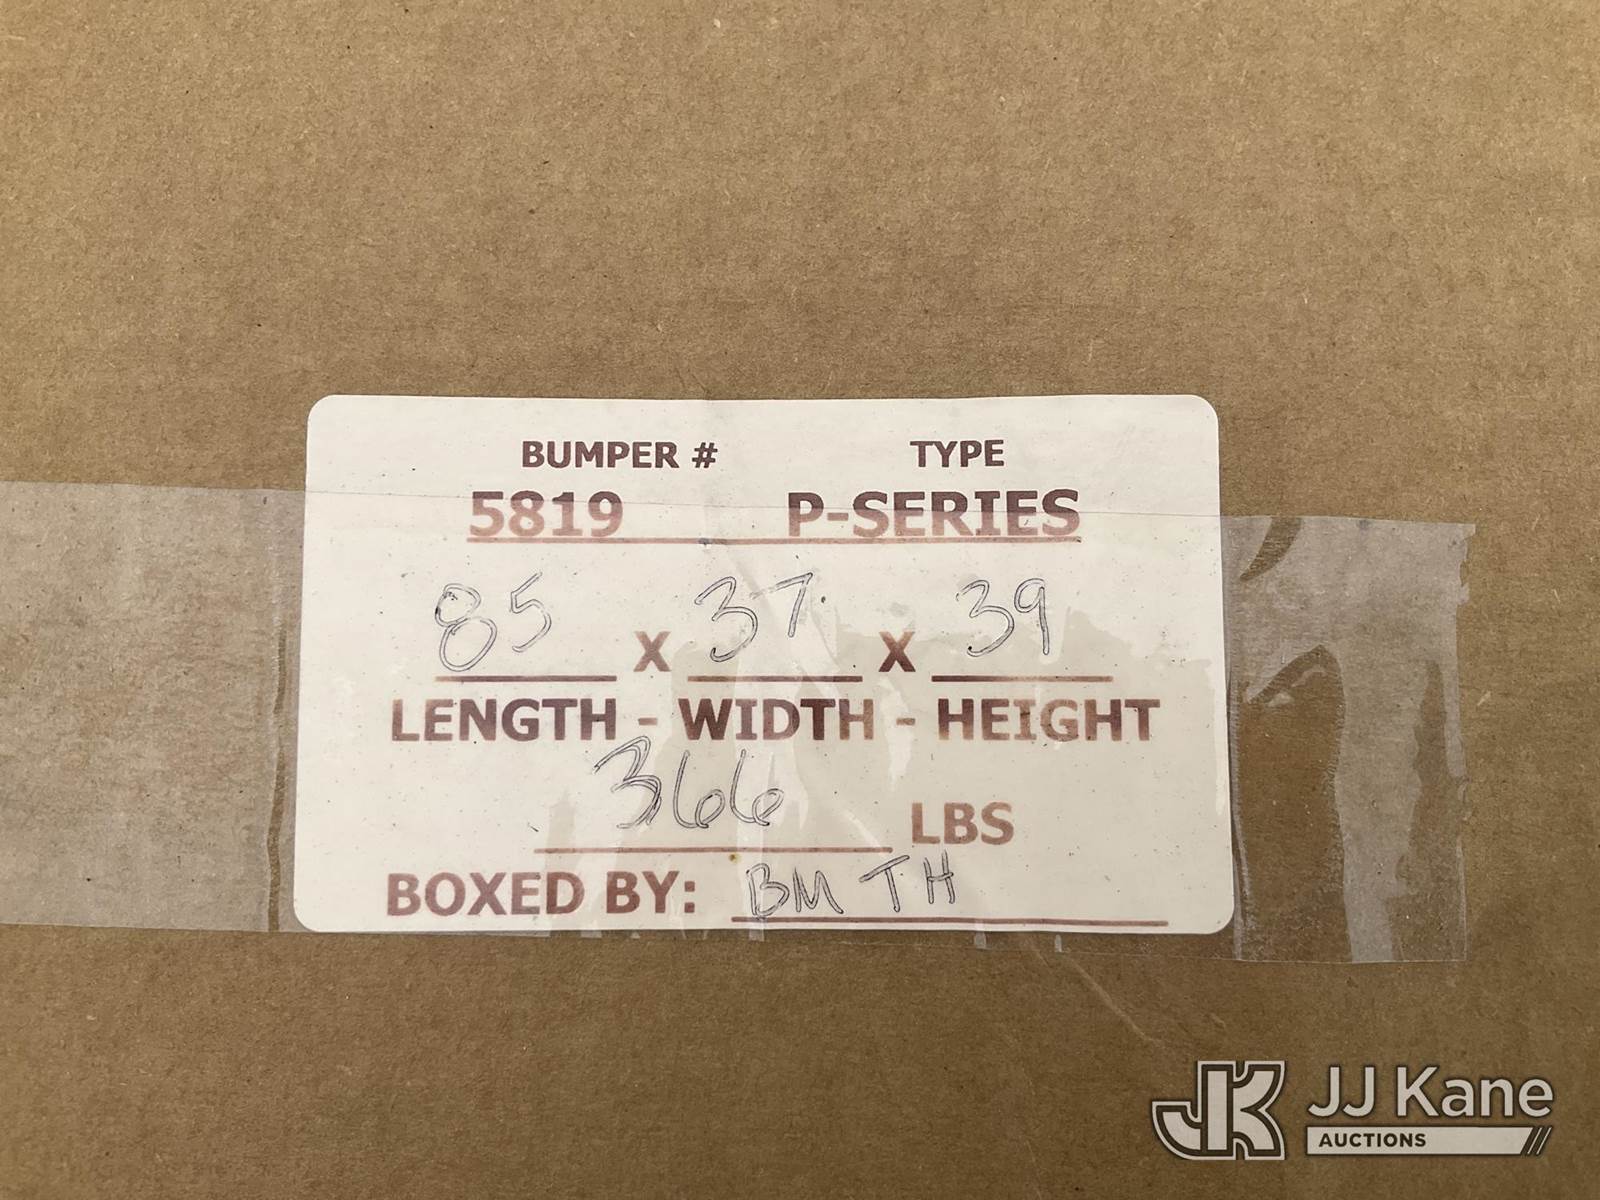 BUMPER # TYPE
5819 P-SERIES
85 X 37 X 39
LENGTH - WIDTH - HEIGHT
366 LBS
BOXED BY: BM TH
JK JJ Kane
AUCTIONS